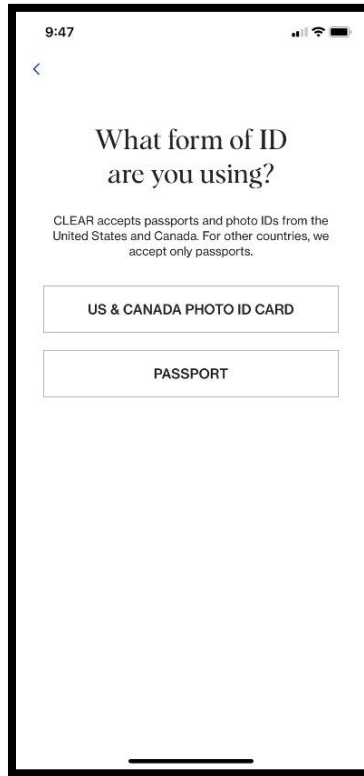 9:47
What form of ID
are you using?
CLEAR accepts passports and photo IDs from the
United States and Canada. For other countries, we
accept only passports.
US & CANADA PHOTO ID CARD
PASSPORT